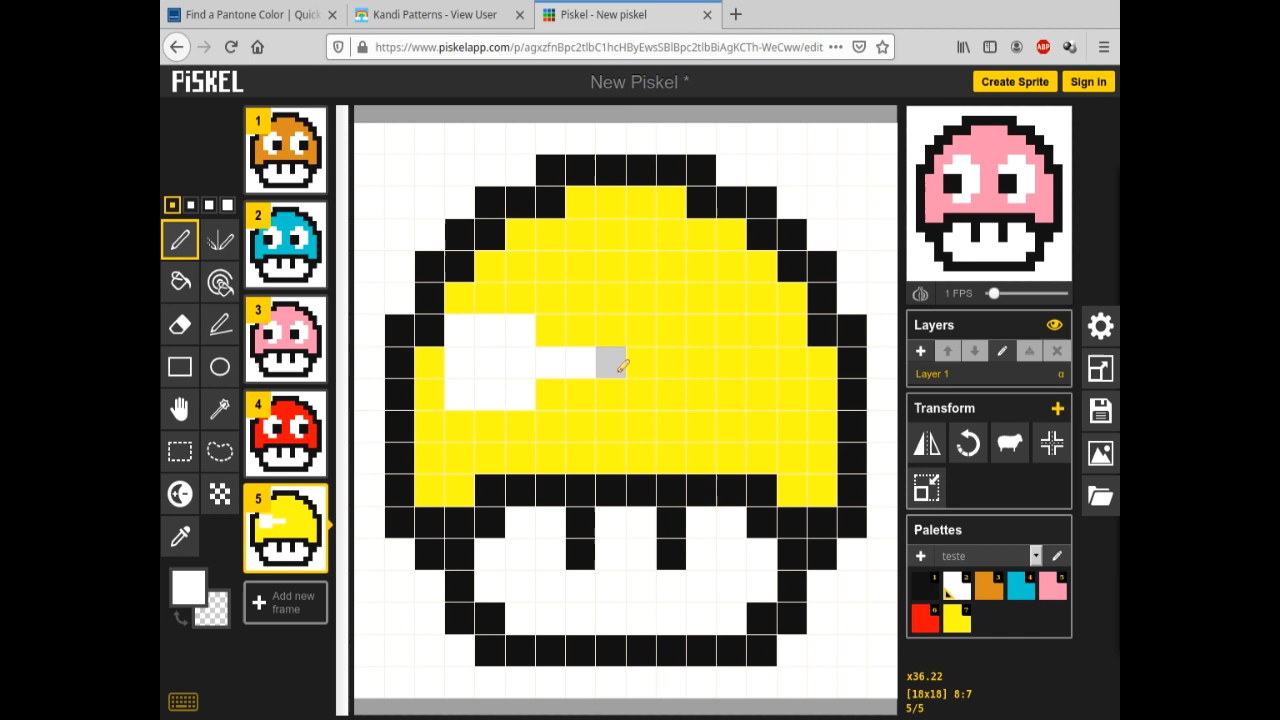 Find a Pantone Color | Quick
Kandi Patterns - View User
Piskel - New piskel
https://www.piskelapp.com/p/agxzfnBpc2tlbC1hcHByEwsSBlBpc2tlbBiAgKCTh-WeCww/edit
ABP
PiSKEL
New Piskel *
Create Sprite
Sign in
1
2
3
4
5
Add new
frame
1 FPS
Layers
Layer 1
α
Transform
Palettes
teste
1 2 3 4 5
6 7
x36.22
[18x18] 8:7
5/5